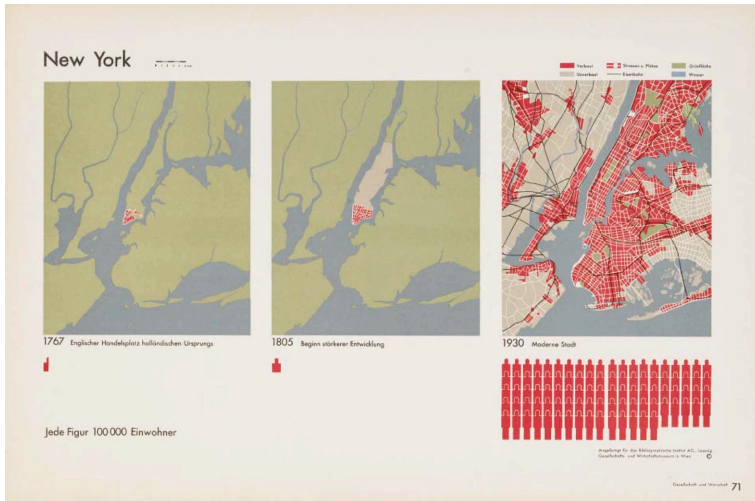 New York
Verbaut
Strassen u. Plätze
Grünfläche
Unverbaut
Eisenbahn
Wasser
1767 Englischer Handelsplatz holländischen Ursprungs
1805 Beginn stärkerer Entwicklung
1930 Moderne Stadt
Jede Figur 100 000 Einwohner
Angefertigt für das Bibliographische Institut AG., Leipzig
Gesellschafts- und Wirtschaftsmuseum in Wien ©
Gesellschaft und Wirtschaft 71